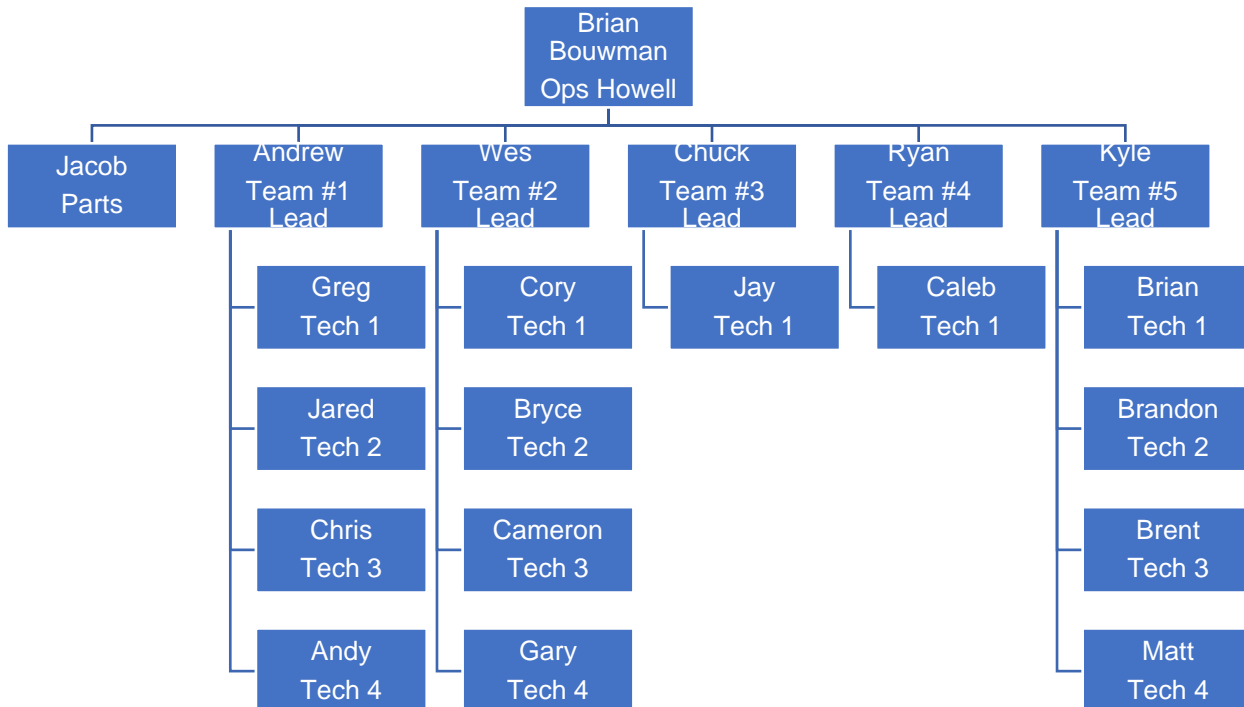 Brian
Bouwman
Ops Howell
Jacob
Parts
Andrew
Team #1
Lead
Wes
Team #2
Lead
Chuck
Team #3
Lead
Ryan
Team #4
Lead
Kyle
Team #5
Lead
Greg
Tech 1
Jared
Tech 2
Chris
Tech 3
Andy
Tech 4
Cory
Tech 1
Bryce
Tech 2
Cameron
Tech 3
Gary
Tech 4
Jay
Tech 1
Caleb
Tech 1
Brian
Tech 1
Brandon
Tech 2
Brent
Tech 3
Matt
Tech 4